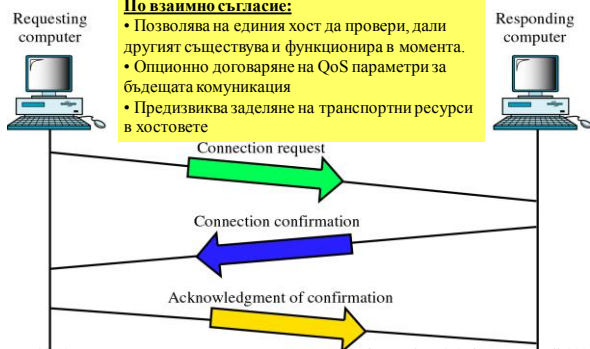 По взаимно съгласие:
Requesting
computer
• Позволява на единия хост да провери, дали
другият съществува и функционира в момента.
• Опционно договаряне на QoS параметри за
бъдещата комуникация
• Предизвиква заделяне на транспортни ресурси
в хостовете
Responding
computer
Connection request
Connection confirmation
Acknowledgment of confirmation